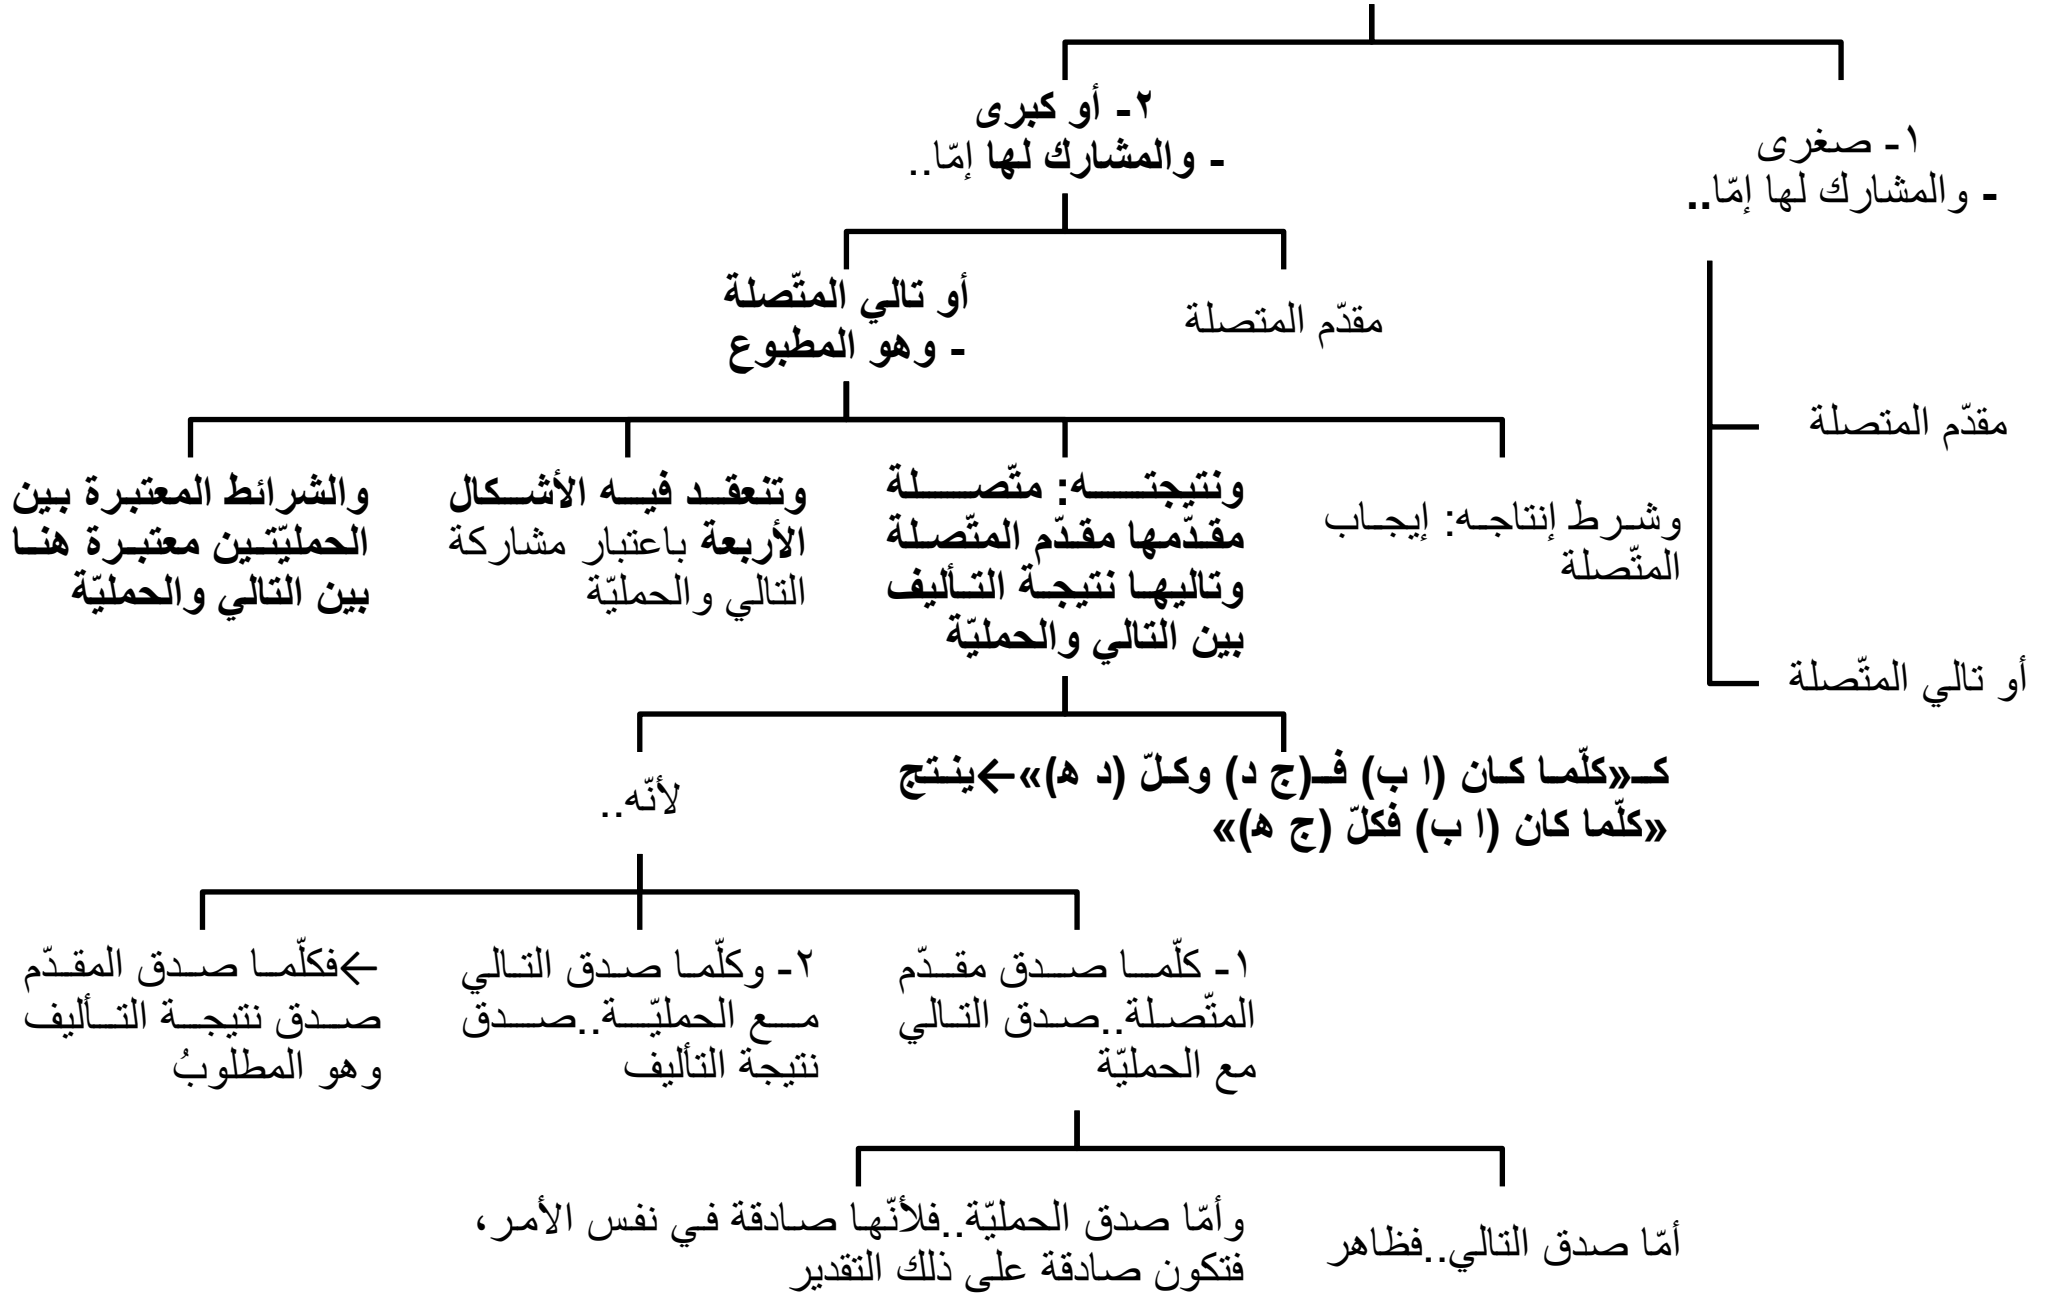 ١- صغرى
- والمشارك لها إمّا..
مقدّم المتصلة
أو تالي المتّصلة
٢- أو كبرى
- والمشارك لها إمّا..
مقدّم المتصلة
أو تالي المتّصلة
- وهو المطبوع
وشرط إنتاجه: إيجاب
المتّصلة
ونتيجته: متّصلة
مقدّمها مقدّم المتّصلة
وتاليها نتيجة التأليف
بين التالي والحمليّة
وتنعقد فيه الأشكال
الأربعة باعتبار مشاركة
التالي والحمليّة
والشرائط المعتبرة بين
الحمليّتين معتبرة هنا
بين التالي والحمليّة
كـ«كلّما كان (ا ب) فـ(ج د) وكلّ (د ه)»←ينتج
«كلّما كان (ا ب) فكلّ (ج ه)»
لأنّه..
١- كلّما صدق مقدّم
المتّصلة..صدق التالي
مع الحمليّة
٢- وكلّما صدق التالي
مع الحمليّة..صدق
نتيجة التأليف
←فكلّما صدق المقدّم
صدق نتيجة التأليف
وهو المطلوبُ
أمّا صدق التالي..فظاهر
وأمّا صدق الحمليّة..فلأنّها صادقة في نفس الأمر،
فتكون صادقة على ذلك التقدير